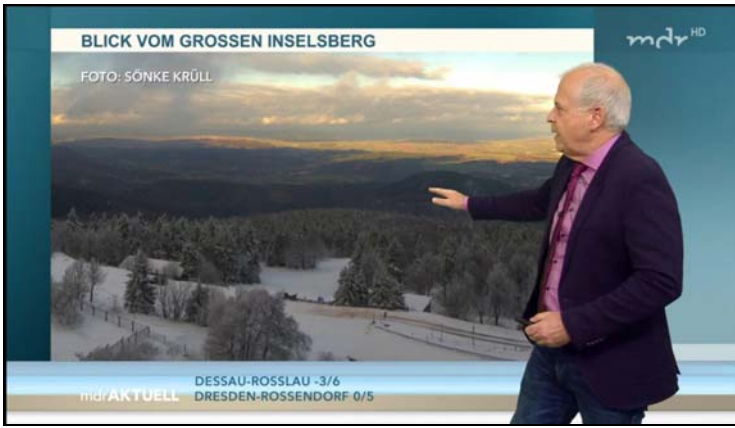 BLICK VOM GROSSEN INSELSBERG
mdr HD
FOTO: SÖNKE KRÜLL
mdrAKTUELL
DESSAU-ROSSLAU -3/6
DRESDEN-ROSSENDORF 0/5